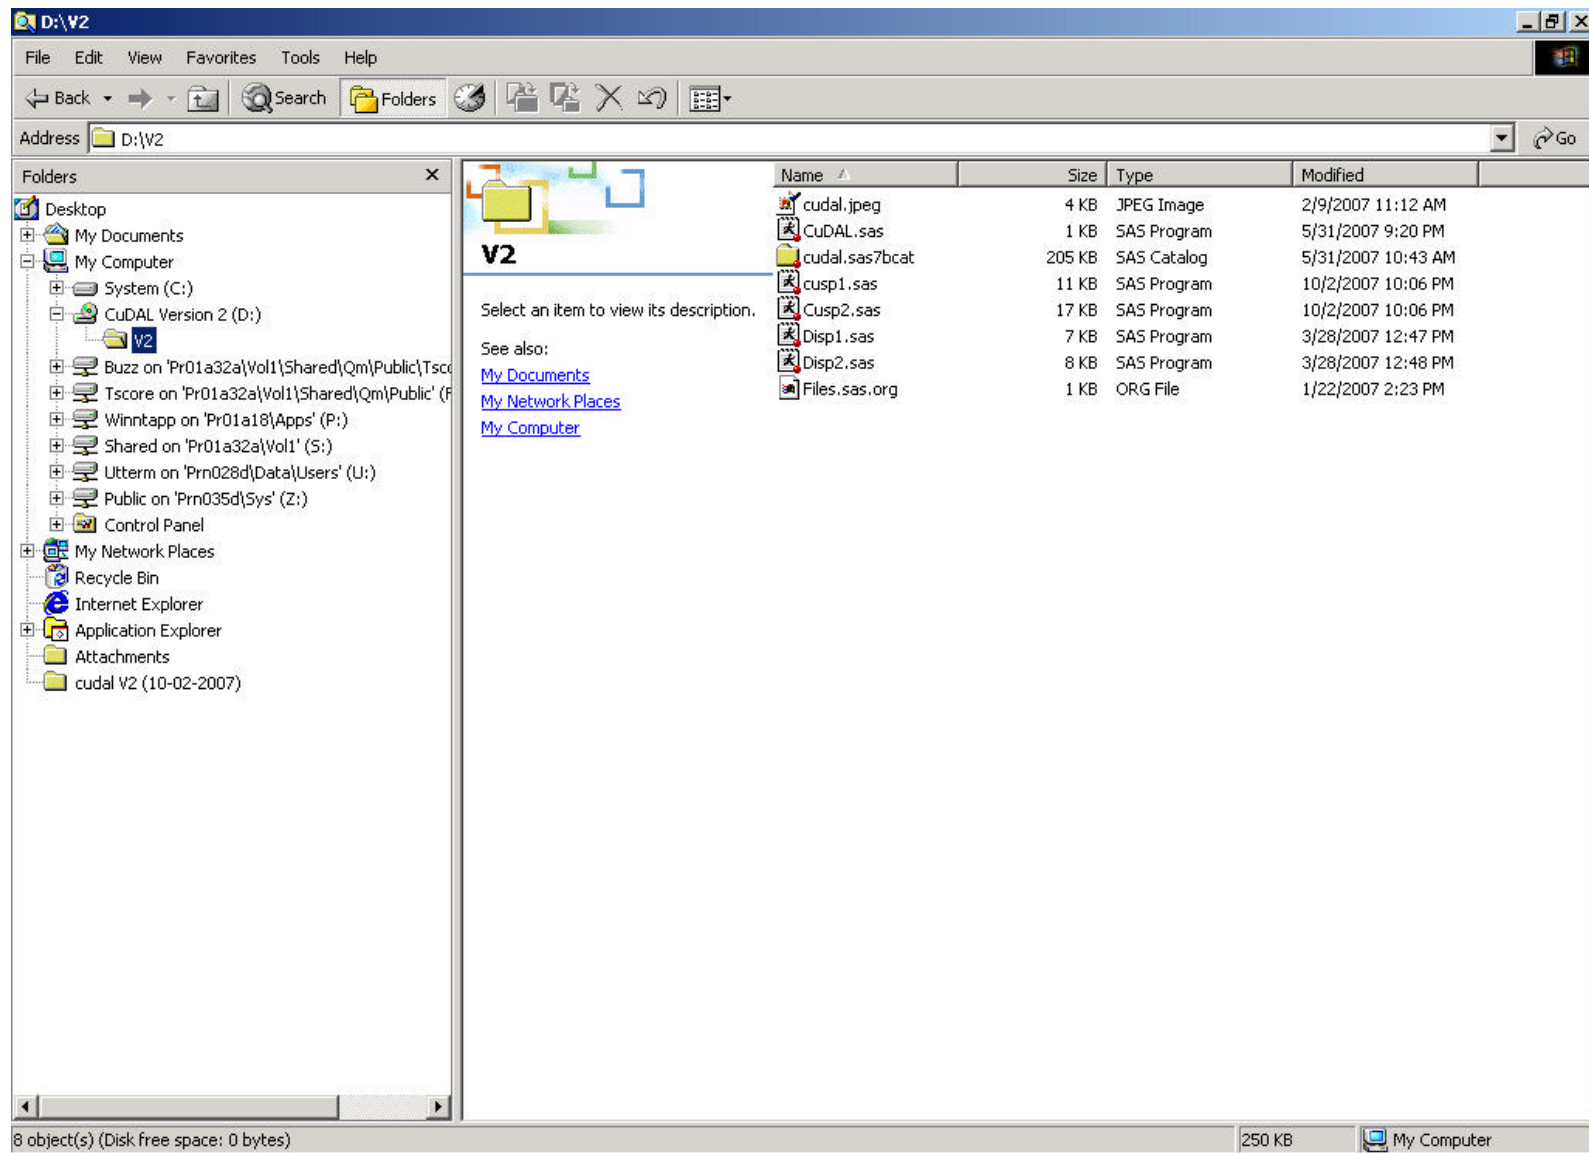 D:\V2
File Edit View Favorites Tools Help
Back Search Folders
Address D:\V2 Go
Folders
Desktop
My Documents
My Computer
System (C:)
CuDAL Version 2 (D:)
V2
Buzz on 'Pr01a32a\Vol1\Shared\Qm\Public\Tsco
Tscore on 'Pr01a32a\Vol1\Shared\Qm\Public' (F
Winntapp on 'Pr01a18\Apps' (P:)
Shared on 'Pr01a32a\Vol1' (S:)
Utterm on 'Prn028d\Data\Users' (U:)
Public on 'Prn035d\Sys' (Z:)
Control Panel
My Network Places
Recycle Bin
Internet Explorer
Application Explorer
Attachments
cudal V2 (10-02-2007)
V2
Select an item to view its description.
See also:
My Documents
My Network Places
My Computer
Name Size Type Modified
cudal.jpeg 4 KB JPEG Image 2/9/2007 11:12 AM
CuDAL.sas 1 KB SAS Program 5/31/2007 9:20 PM
cudal.sas7bcat 205 KB SAS Catalog 5/31/2007 10:43 AM
cusp1.sas 11 KB SAS Program 10/2/2007 10:06 PM
Cusp2.sas 17 KB SAS Program 10/2/2007 10:06 PM
Disp1.sas 7 KB SAS Program 3/28/2007 12:47 PM
Disp2.sas 8 KB SAS Program 3/28/2007 12:48 PM
Files.sas.org 1 KB ORG File 1/22/2007 2:23 PM
8 object(s) (Disk free space: 0 bytes) 250 KB My Computer